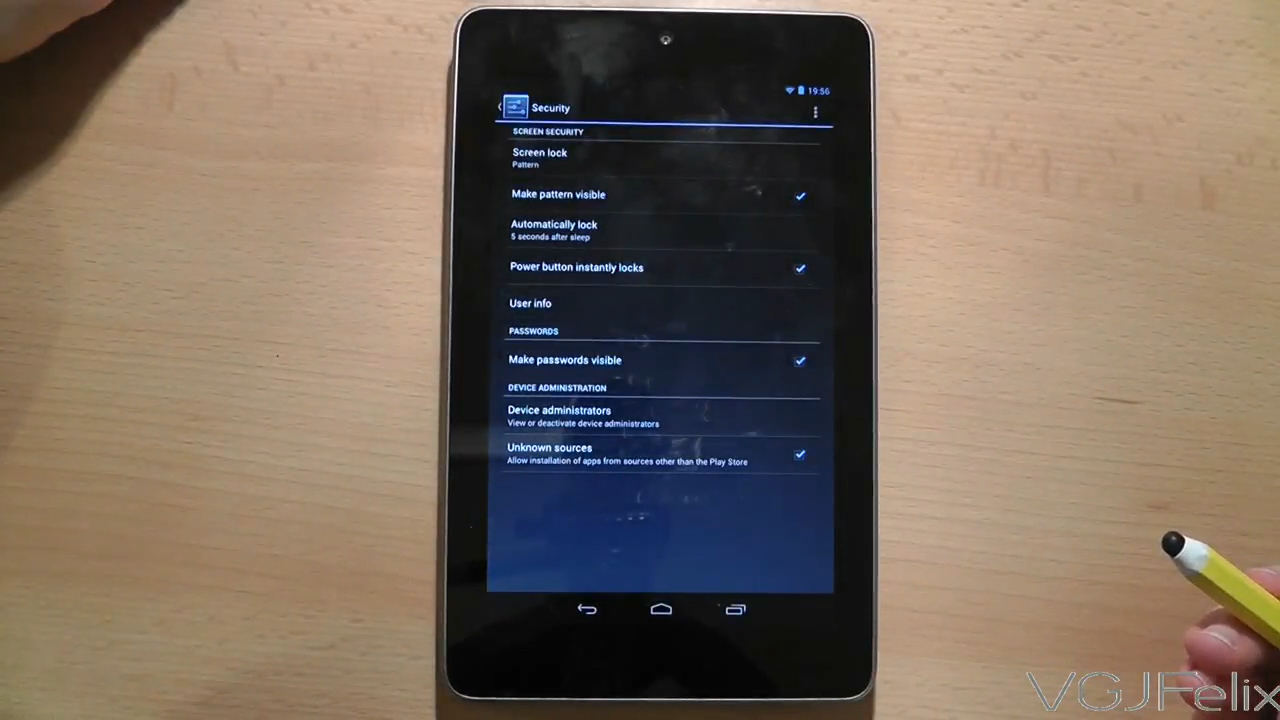 19:56
Security
SCREEN SECURITY
Screen lock
Pattern
Make pattern visible
Automatically lock
5 seconds after sleep
Power button instantly locks
User info
PASSWORDS
Make passwords visible
DEVICE ADMINISTRATION
Device administrators
View or deactivate device administrators
Unknown sources
Allow installation of apps from sources other than the Play Store
VGJFelix